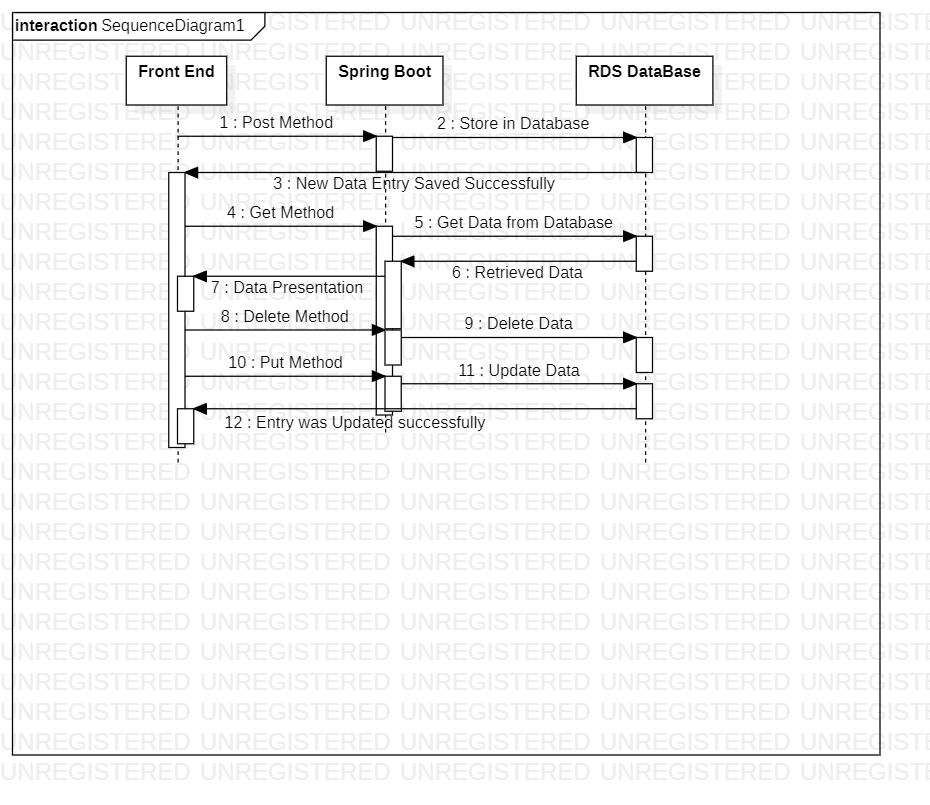 interaction SequenceDiagram1
Front End
Spring Boot
RDS DataBase
1 : Post Method
2 : Store in Database
3 : New Data Entry Saved Successfully
4 : Get Method
5 : Get Data from Database
6 : Retrieved Data
7 : Data Presentation
8 : Delete Method
9 : Delete Data
10 : Put Method
11 : Update Data
12 : Entry was Updated successfully
UNREGISTERED UNREGISTERED UNREGISTERED UNREGISTERED UNREGISTERED